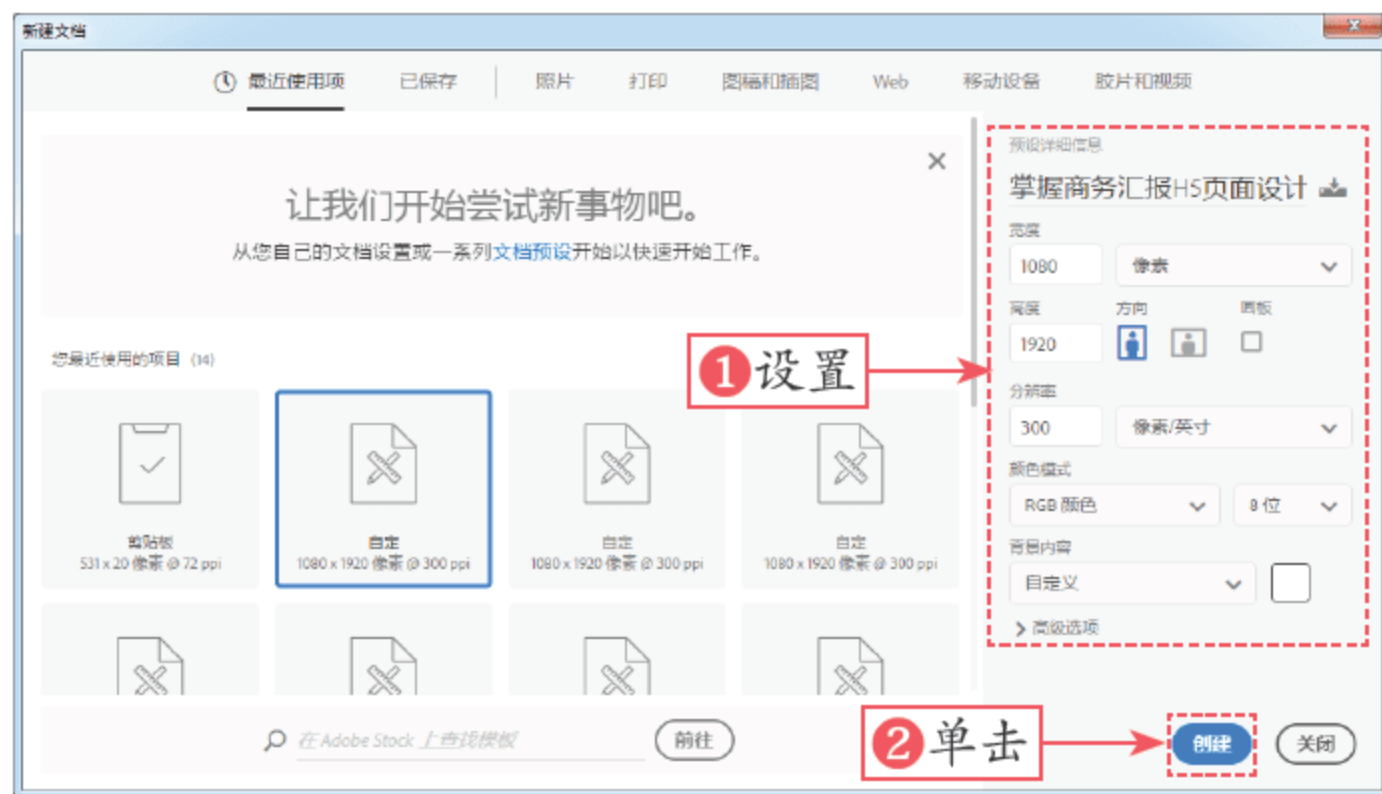 新建文档
最近使用项 已保存 照片 打印 图稿和插图 Web 移动设备 胶片和视频
让我们开始尝试新事物吧。
从您自己的文档设置或一系列文档预设开始以快速开始工作。
您最近使用的项目 (14)
剪贴板
531 x 20 像素 @ 72 ppi
自定
1080 x 1920 像素 @ 300 ppi
自定
1080 x 1920 像素 @ 300 ppi
自定
1080 x 1920 像素 @ 300 ppi
在 Adobe Stock 上查找模板
前往
预设详细信息
掌握商务汇报H5页面设计
宽度
1080 像素
高度 方向 画板
1920
1 设置
分辨率
300 像素/英寸
颜色模式
RGB 颜色 8 位
背景内容
自定义
高级选项
2 单击
创建 关闭